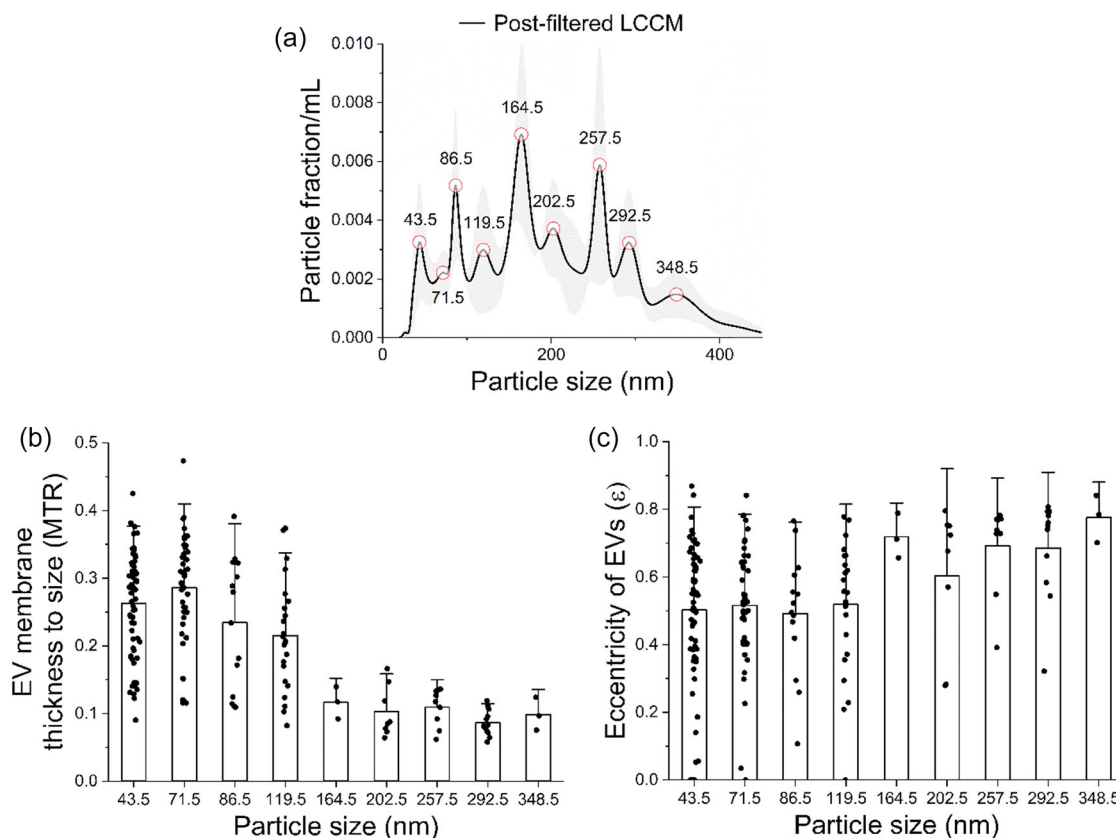 (a)
Post-filtered LCCM
Particle fraction/mL
0.010
0.008
0.006
0.004
0.002
0.000
43.5
71.5
86.5
119.5
164.5
202.5
257.5
292.5
348.5
0 200 400
Particle size (nm)
(b)
EV membrane
thickness to size (MTR)
0.5
0.4
0.3
0.2
0.1
0.0
43.5 71.5 86.5 119.5 164.5 202.5 257.5 292.5 348.5
Particle size (nm)
(c)
Eccentricity of EVs (ε)
1.0
0.8
0.6
0.4
0.2
0.0
43.5 71.5 86.5 119.5 164.5 202.5 257.5 292.5 348.5
Particle size (nm)